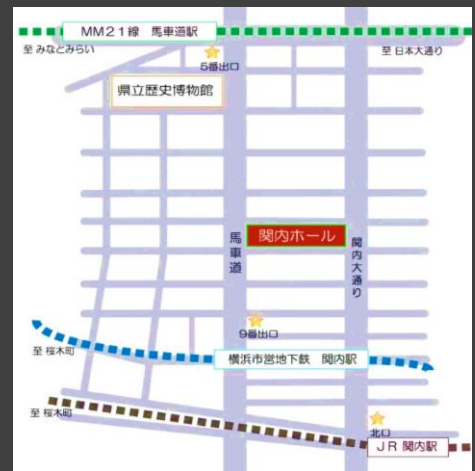 MM21線　馬車道駅
至 みなとみらい
至 日本大通り
5番出口
県立歴史博物館
関内ホール
馬車道
関内大通り
9番出口
至 桜木町
横浜市営地下鉄　関内駅
至 桜木町
北口
JR 関内駅